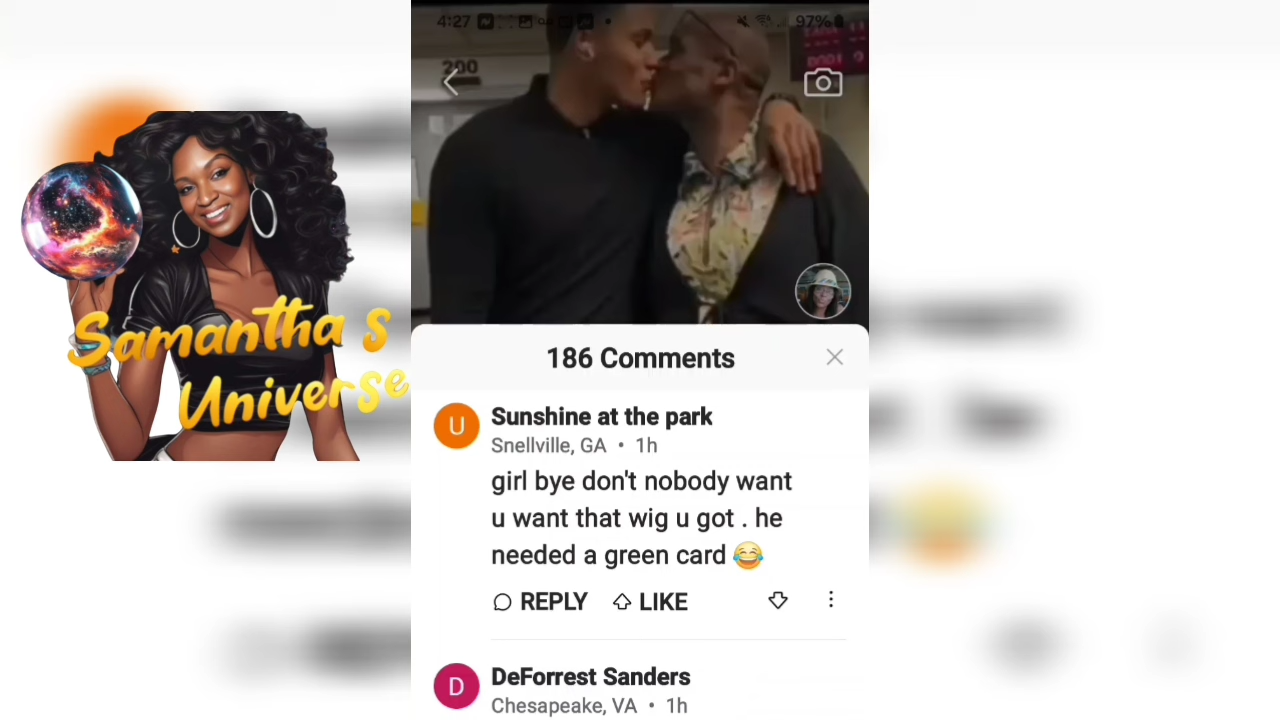 4:27
97%
200
Samantha s
Universe
186 Comments
U
Sunshine at the park
Snellville, GA • 1h
girl bye don't nobody want
u want that wig u got . he
needed a green card 😂
REPLY
LIKE
D
DeForrest Sanders
Chesapeake, VA • 1h